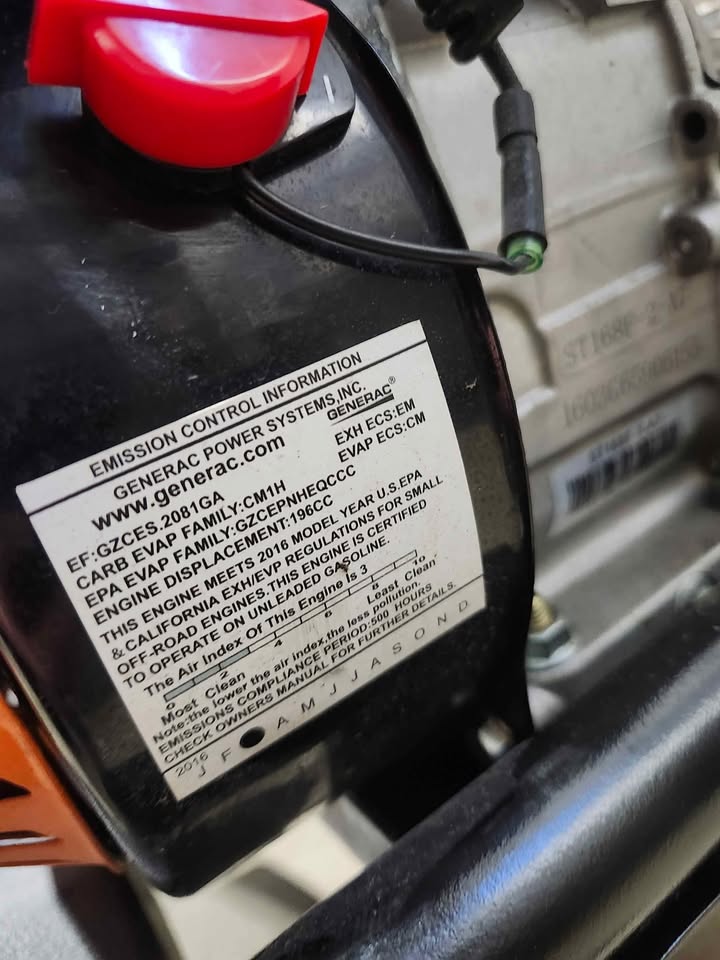 EMISSION CONTROL INFORMATION
GENERAC POWER SYSTEMS,INC.
www.generac.com
GENERAC®
EF:GZCES.2081GA EXH ECS:EM
CARB EVAP FAMILY:CM1H EVAP ECS:CM
EPA EVAP FAMILY:GZCEPNHEQCCC
ENGINE DISPLACEMENT:196CC
THIS ENGINE MEETS 2016 MODEL YEAR U.S.EPA
& CALIFORNIA EXH/EVP REGULATIONS FOR SMALL
OFF-ROAD ENGINES.THIS ENGINE IS CERTIFIED
TO OPERATE ON UNLEADED GASOLINE.
The Air Index Of This Engine Is 3
0 2 4 6 8 10
Most Clean Least Clean
Note:the lower the air index,the less pollution.
EMISSIONS COMPLIANCE PERIOD:500 HOURS
CHECK OWNERS MANUAL FOR FURTHER DETAILS.
2016
J F A M J J A S O N D
ST168F-2